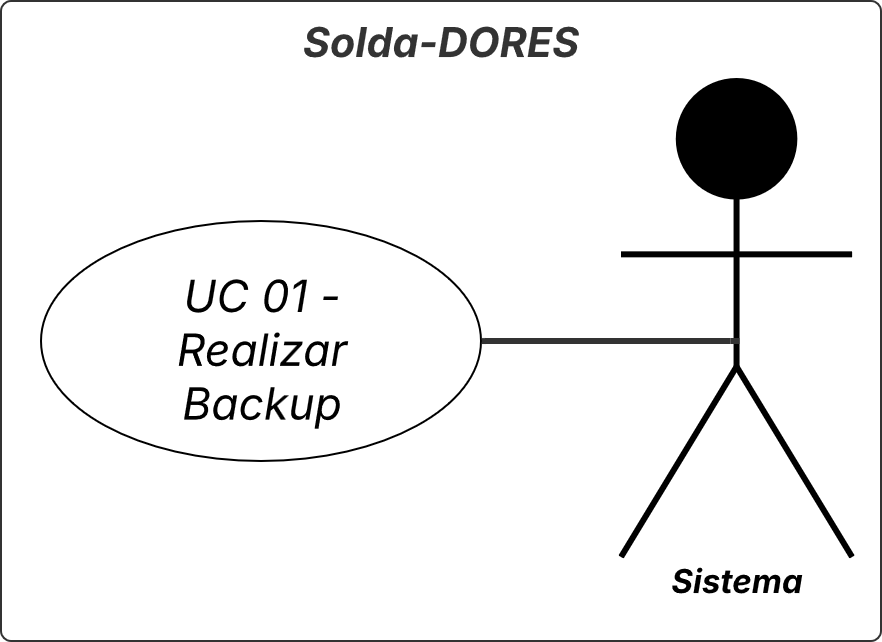 Solda-DORES
UC 01 -
Realizar
Backup
Sistema